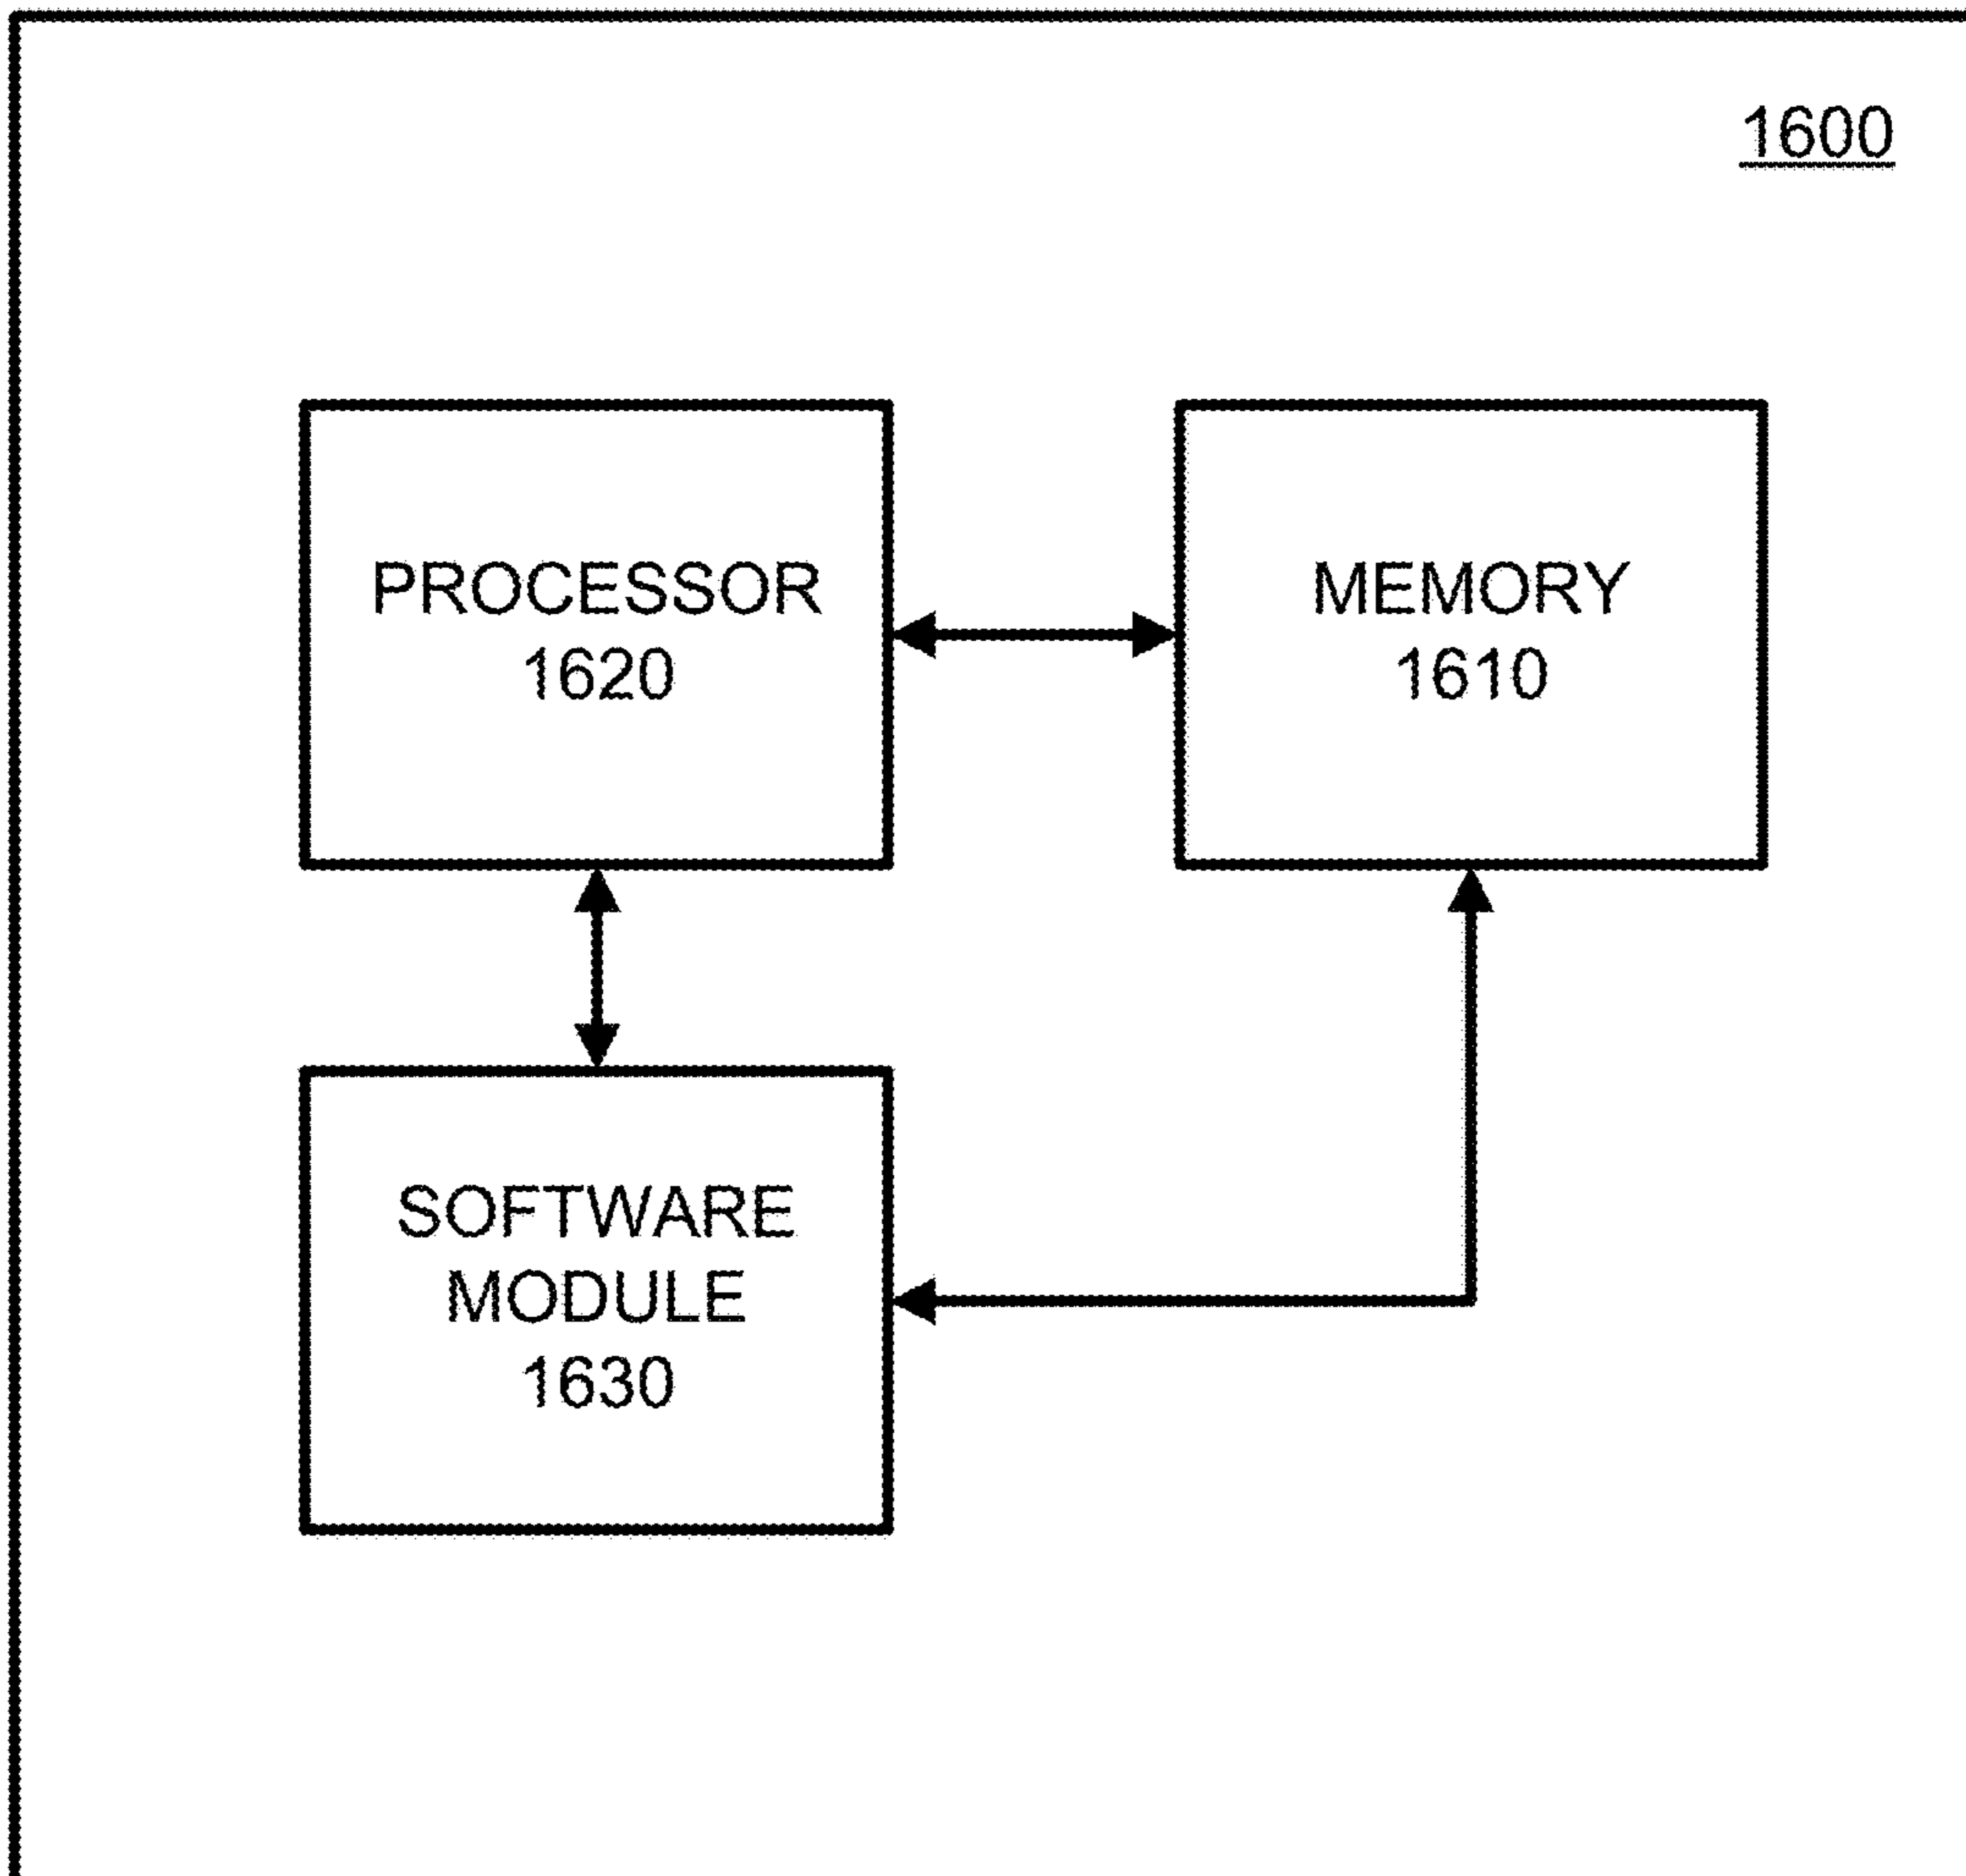 1600
PROCESSOR
1620
MEMORY
1610
SOFTWARE
MODULE
1630